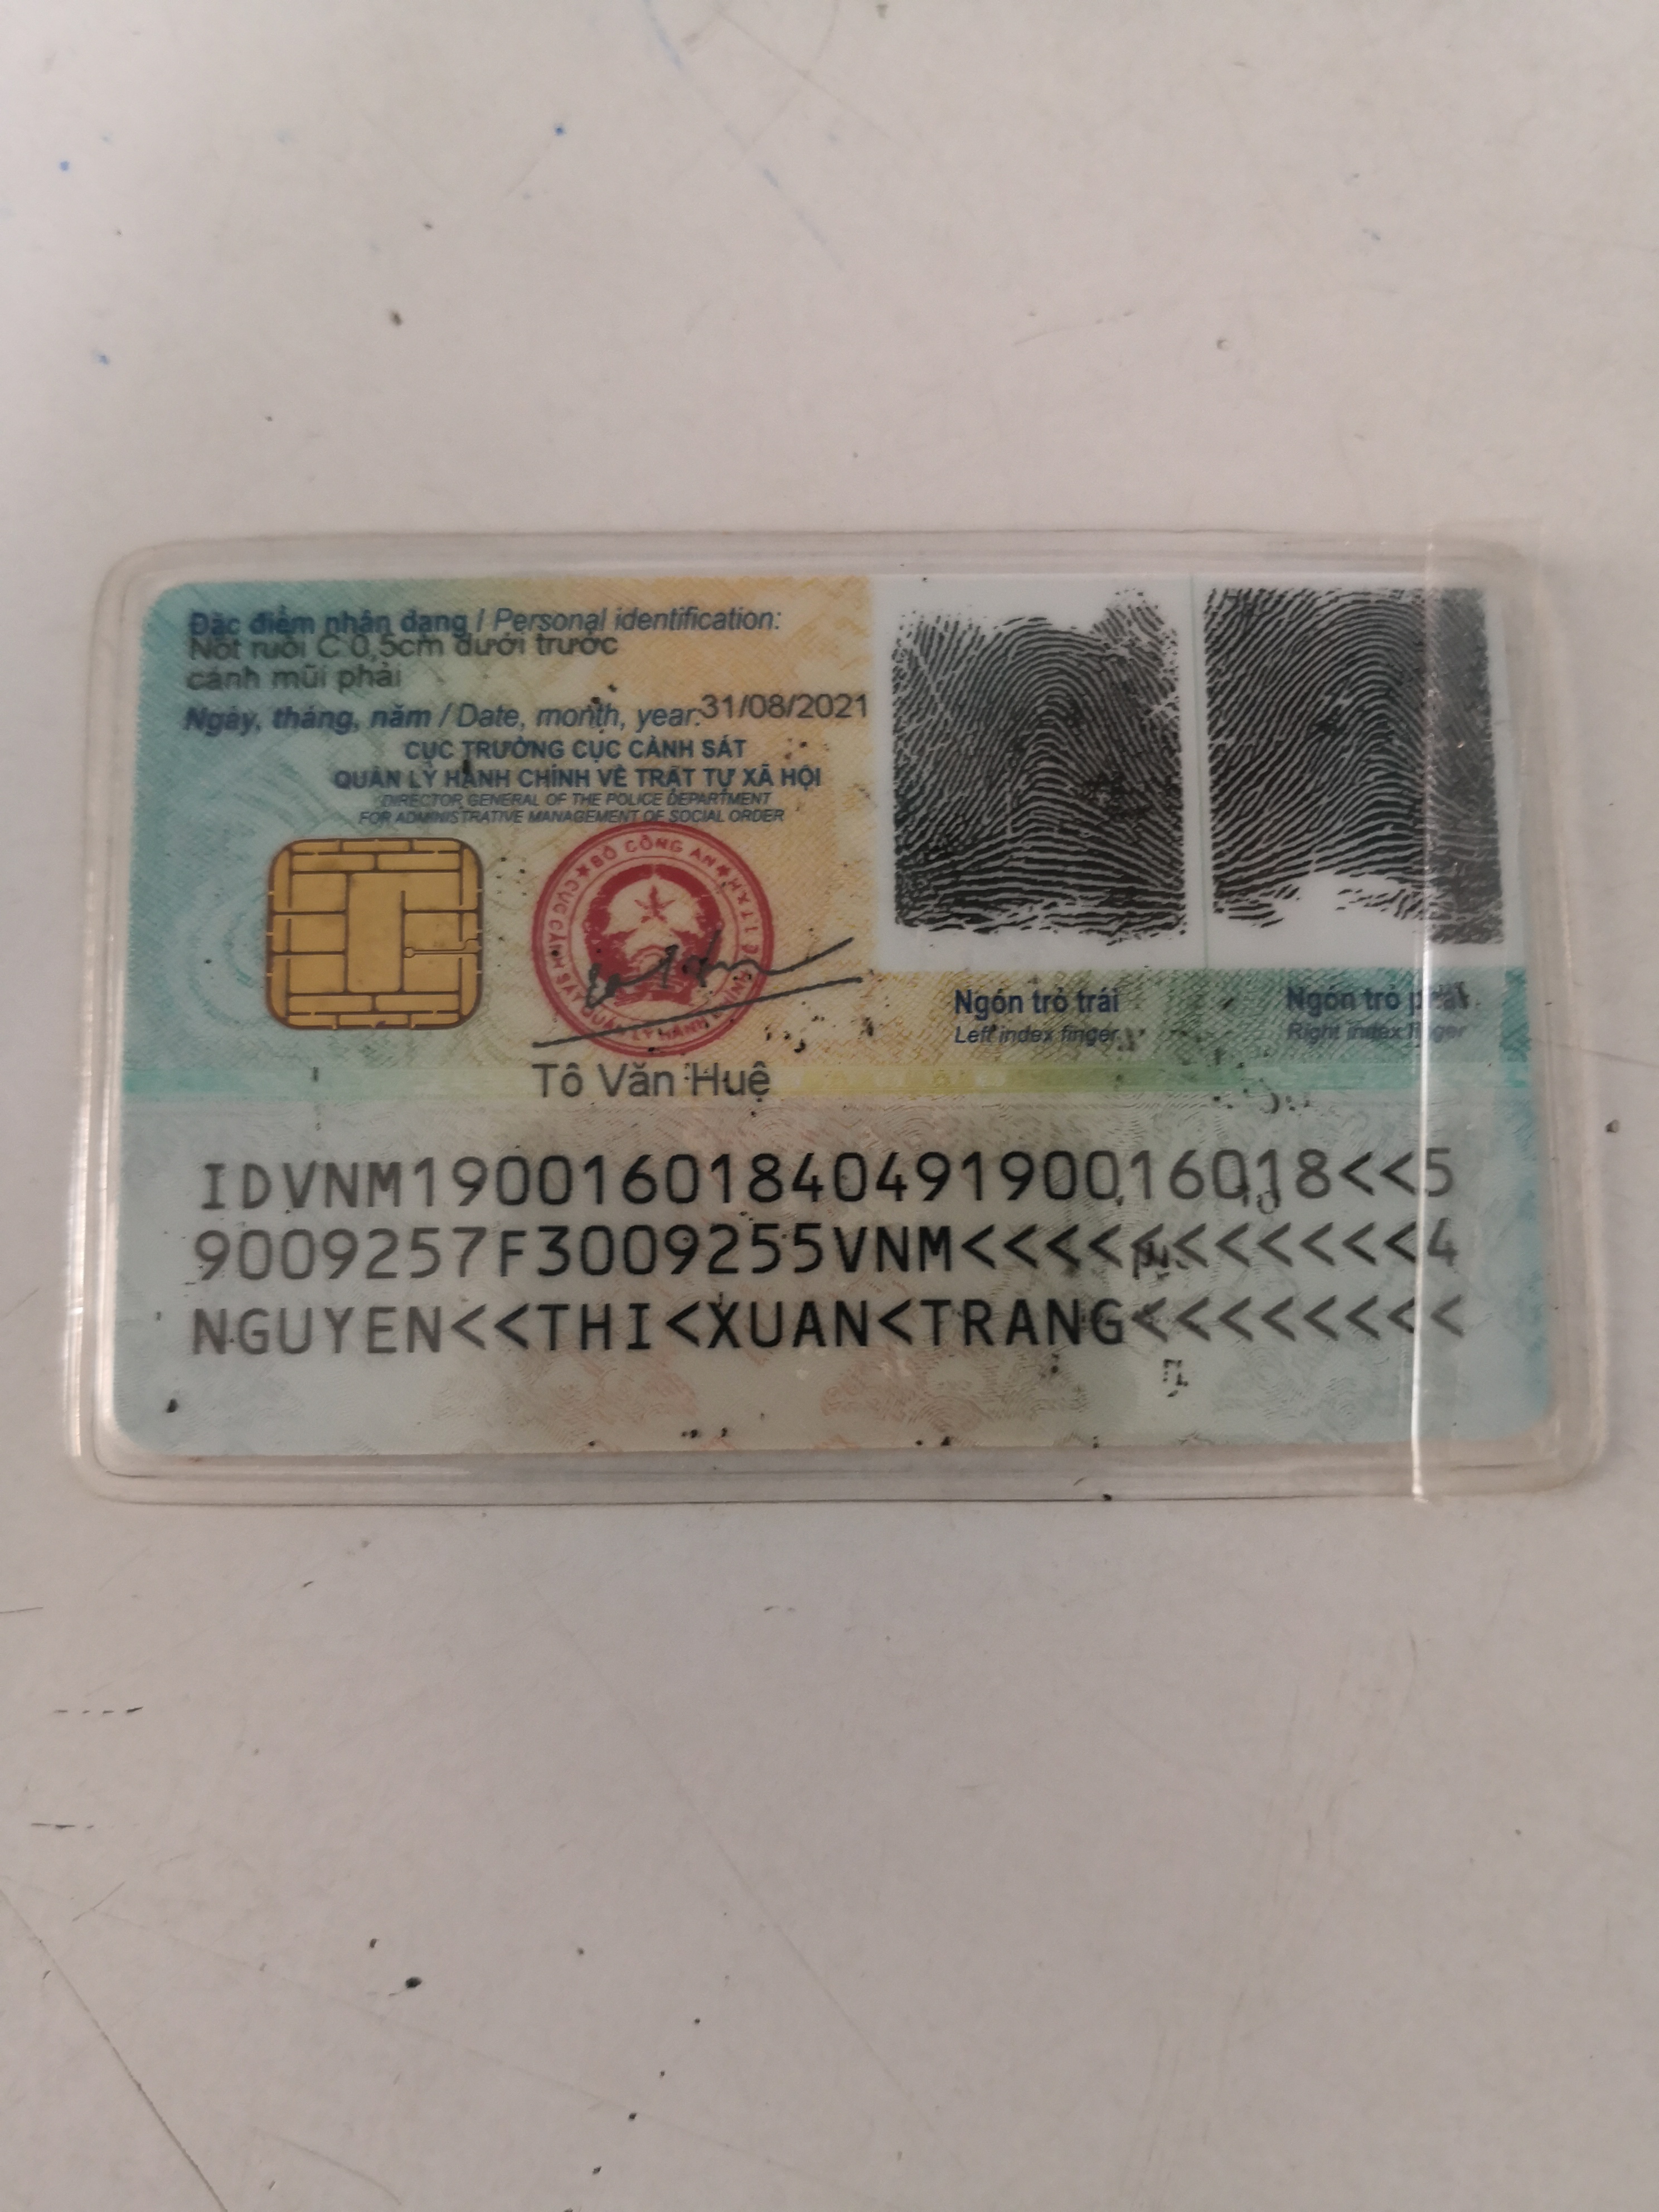 Đặc điểm nhận dạng / Personal identification:
Nốt ruồi C 0,5cm dưới trước
cánh mũi phải
Ngày, tháng, năm / Date, month, year: 31/08/2021
CỤC TRƯỞNG CỤC CẢNH SÁT
QUẢN LÝ HÀNH CHÍNH VỀ TRẬT TỰ XÃ HỘI
DIRECTOR GENERAL OF THE POLICE DEPARTMENT
FOR ADMINISTRATIVE MANAGEMENT OF SOCIAL ORDER
BỘ CÔNG AN
Tô Văn Huệ
Ngón trỏ trái
Left index finger
Ngón trỏ phải
Right index finger
IDVNM1900160184049190016018<<5
9009257F3009255VNM<<<<<<<<<<<4
NGUYEN<<THI<XUAN<TRANG<<<<<<<<